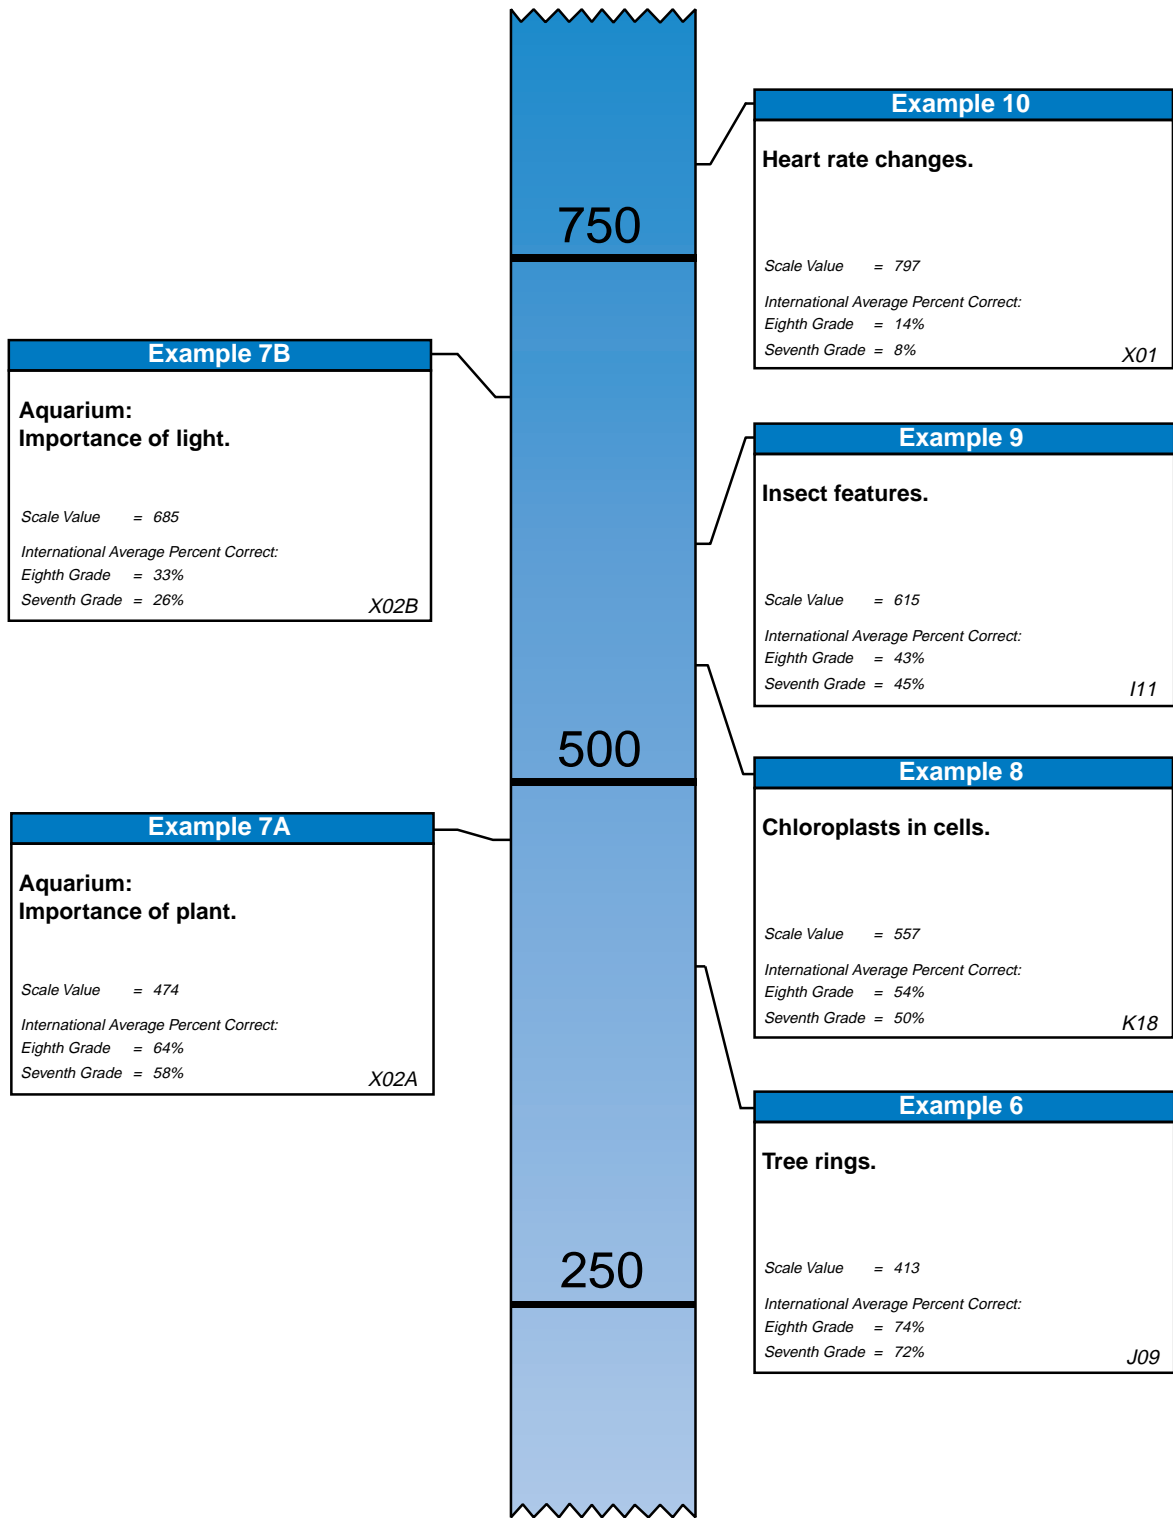 Example 10
Heart rate changes.
Scale Value = 797
International Average Percent Correct:
Eighth Grade = 14%
Seventh Grade = 8%
X01
750
Example 7B
Aquarium:
Importance of light.
Scale Value = 685
International Average Percent Correct:
Eighth Grade = 33%
Seventh Grade = 26%
X02B
Example 9
Insect features.
Scale Value = 615
International Average Percent Correct:
Eighth Grade = 43%
Seventh Grade = 45%
I11
500
Example 8
Chloroplasts in cells.
Scale Value = 557
International Average Percent Correct:
Eighth Grade = 54%
Seventh Grade = 50%
K18
Example 7A
Aquarium:
Importance of plant.
Scale Value = 474
International Average Percent Correct:
Eighth Grade = 64%
Seventh Grade = 58%
X02A
Example 6
Tree rings.
Scale Value = 413
International Average Percent Correct:
Eighth Grade = 74%
Seventh Grade = 72%
J09
250